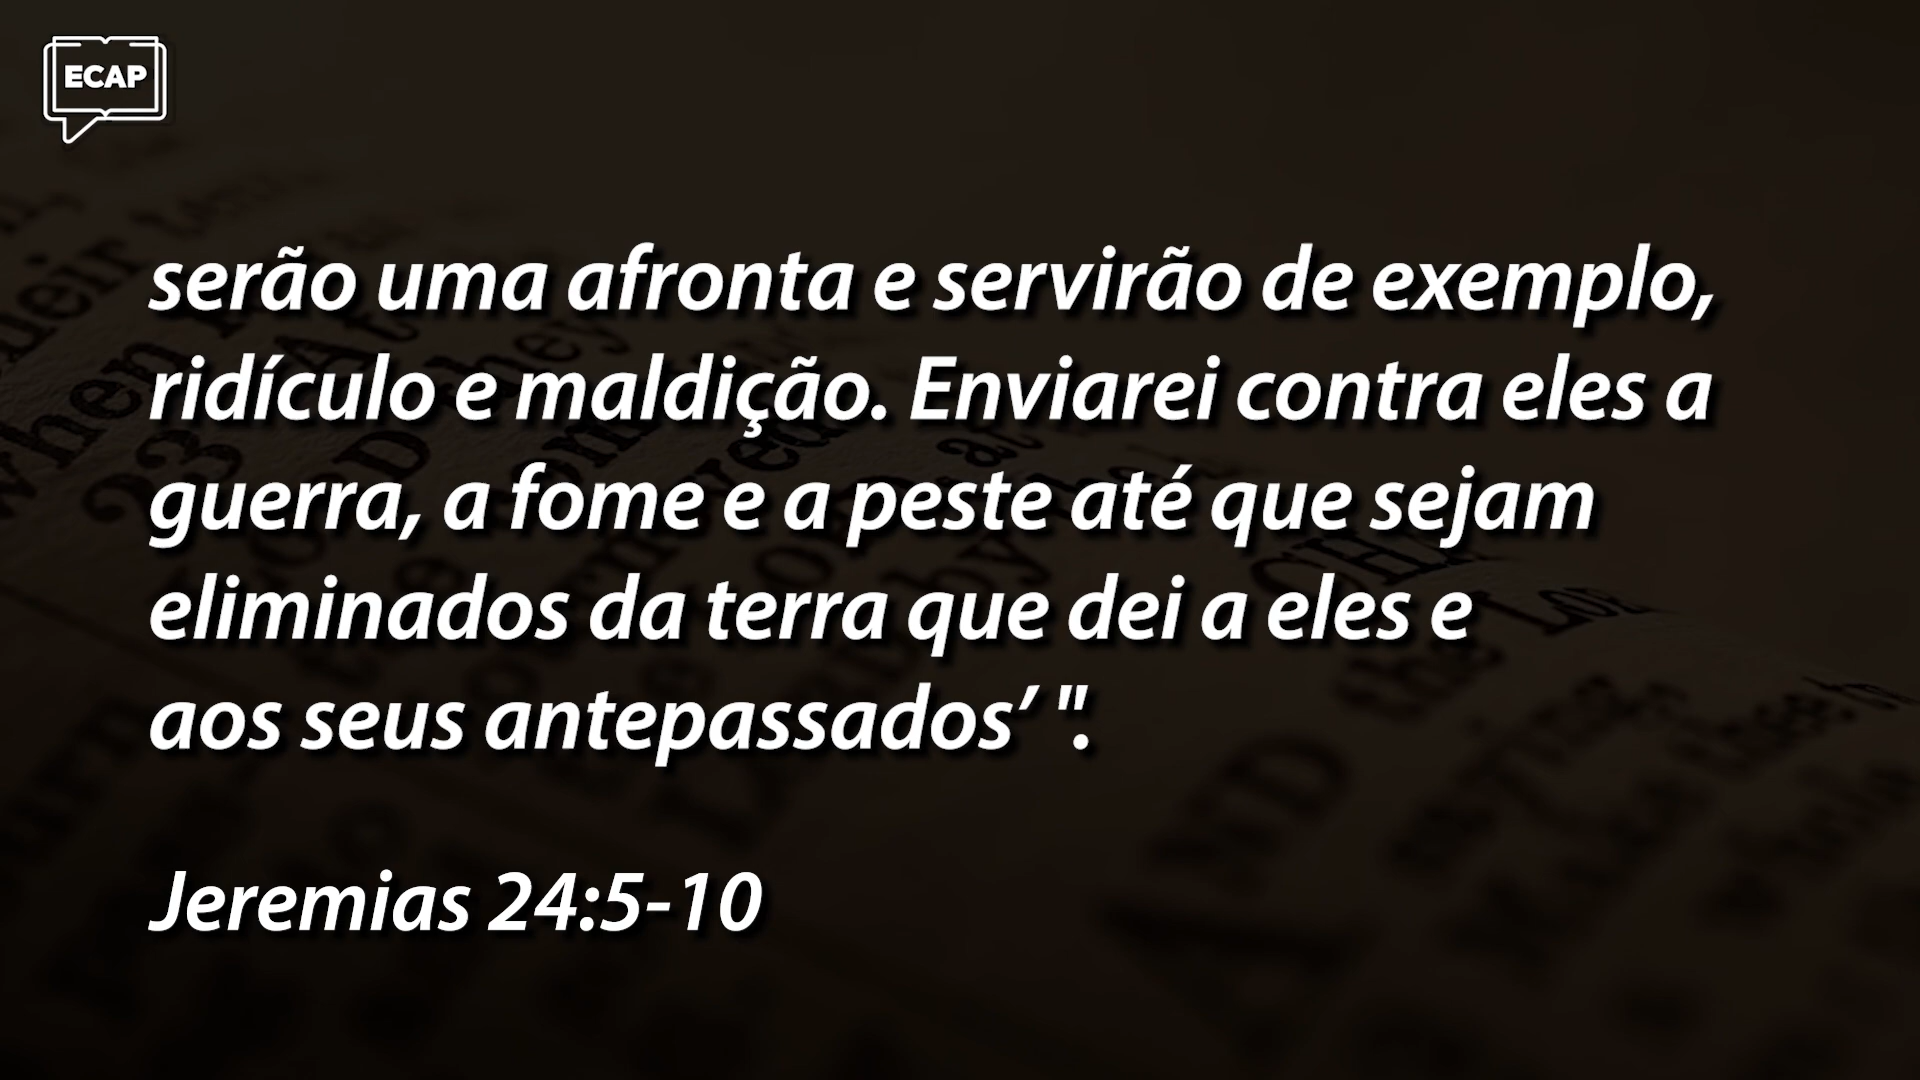 ECAP
serão uma afronta e servirão de exemplo,
ridículo e maldição. Enviarei contra eles a
guerra, a fome e a peste até que sejam
eliminados da terra que dei a eles e
aos seus antepassados’ ".
Jeremias 24:5-10